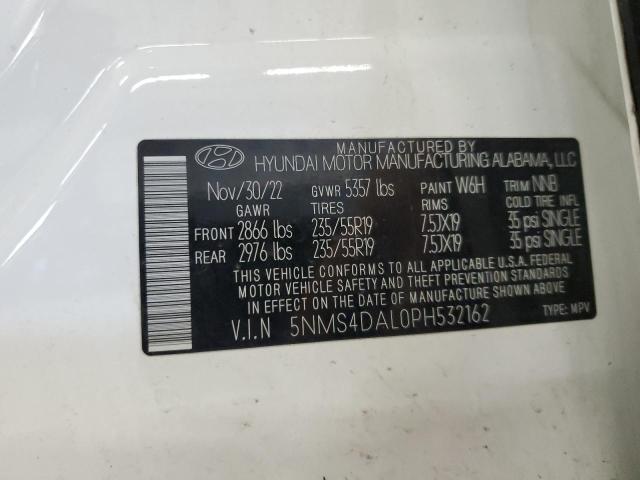 MANUFACTURED BY
HYUNDAI MOTOR MANUFACTURING ALABAMA, LLC
Nov/30/22 GVWR 5357 lbs PAINT W6H TRIM NNB
GAWR TIRES RIMS COLD TIRE INFL
FRONT 2866 lbs 235/55R19 7.5JX19 35 psi SINGLE
REAR 2976 lbs 235/55R19 7.5JX19 35 psi SINGLE
THIS VEHICLE CONFORMS TO ALL APPLICABLE U.S.A. FEDERAL
MOTOR VEHICLE SAFETY AND THEFT PREVENTION STANDARDS
IN EFFECT ON THE DATE OF MANUFACTURE SHOWN ABOVE
V.I.N 5NMS4DAL0PH532162 TYPE: MPV